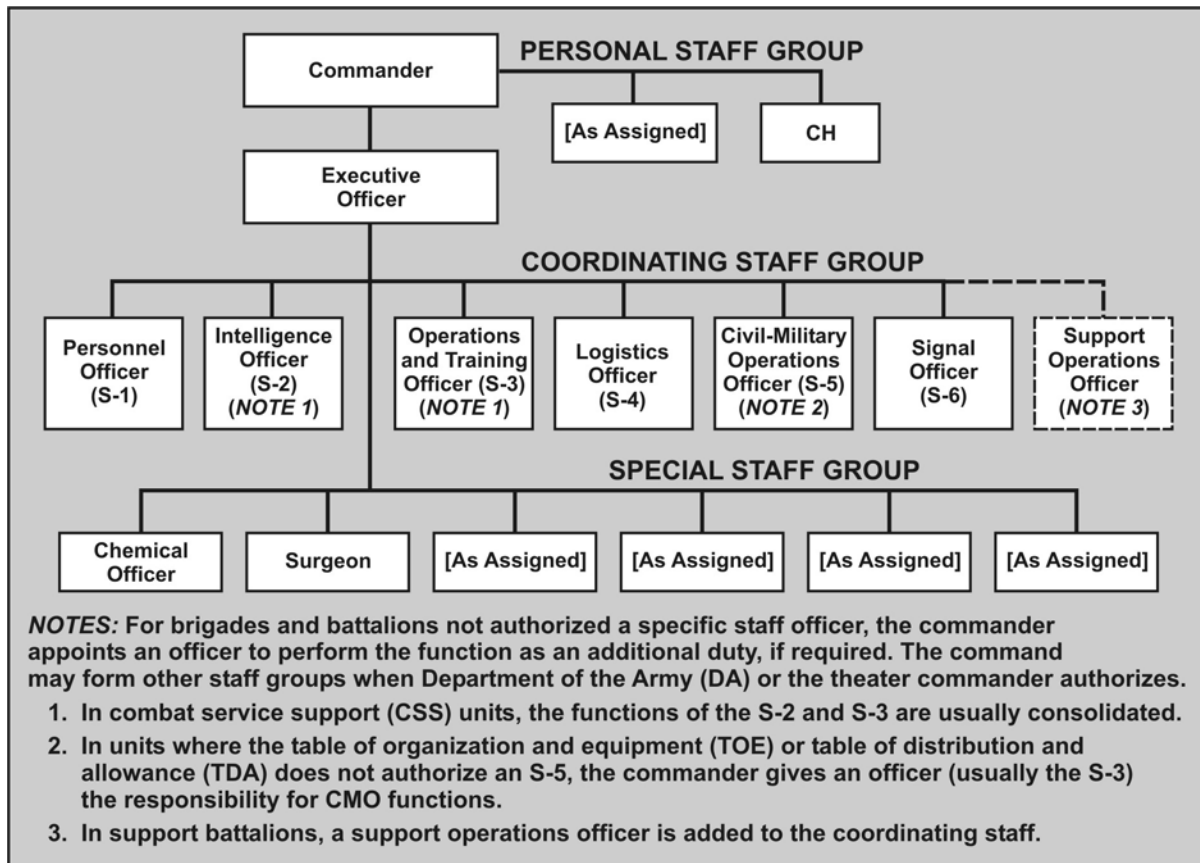 PERSONAL STAFF GROUP
Commander
[As Assigned]
CH
Executive
Officer
COORDINATING STAFF GROUP
Personnel
Officer
(S-1)
Intelligence
Officer
(S-2)
(NOTE 1)
Operations
and Training
Officer (S-3)
(NOTE 1)
Logistics
Officer
(S-4)
Civil-Military
Operations
Officer (S-5)
(NOTE 2)
Signal
Officer
(S-6)
Support
Operations
Officer
(NOTE 3)
SPECIAL STAFF GROUP
Chemical
Officer
Surgeon
[As Assigned]
[As Assigned]
[As Assigned]
[As Assigned]
NOTES: For brigades and battalions not authorized a specific staff officer, the commander
appoints an officer to perform the function as an additional duty, if required. The command
may form other staff groups when Department of the Army (DA) or the theater commander authorizes.
1. In combat service support (CSS) units, the functions of the S-2 and S-3 are usually consolidated.
2. In units where the table of organization and equipment (TOE) or table of distribution and
allowance (TDA) does not authorize an S-5, the commander gives an officer (usually the S-3)
the responsibility for CMO functions.
3. In support battalions, a support operations officer is added to the coordinating staff.